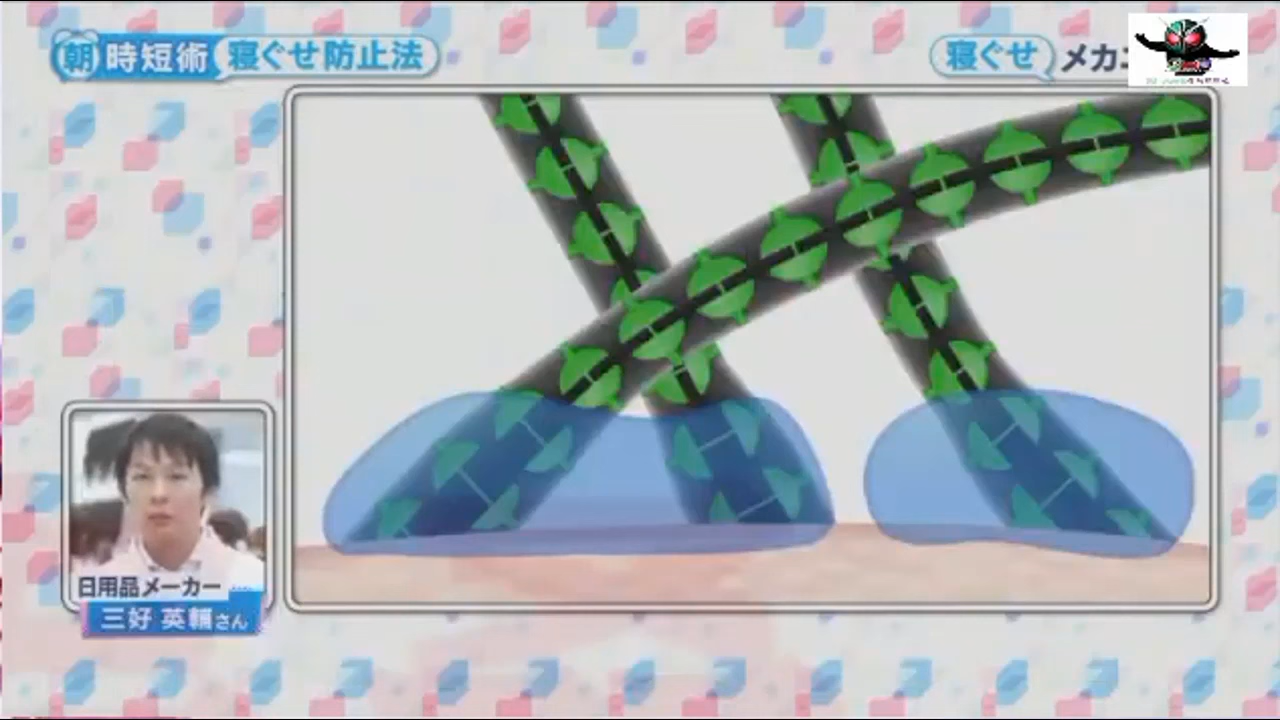 朝 時短術 寝ぐせ防止法
寝ぐせ メカ
日用品メーカー
三好 英輔さん